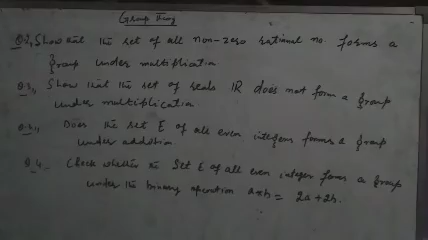 Group Theory
Q.1,, Show that the set of all non-zero rational no. forms a
group under multiplication
Q.2,, Show that the set of reals IR does not form a group
under multiplication.
Q.3,, Does the set E of all even integers forms a group
under addition.
Q.4.. Check whether the Set E of all even integer forms a group
under the binary operation a*b = 2a+2b.